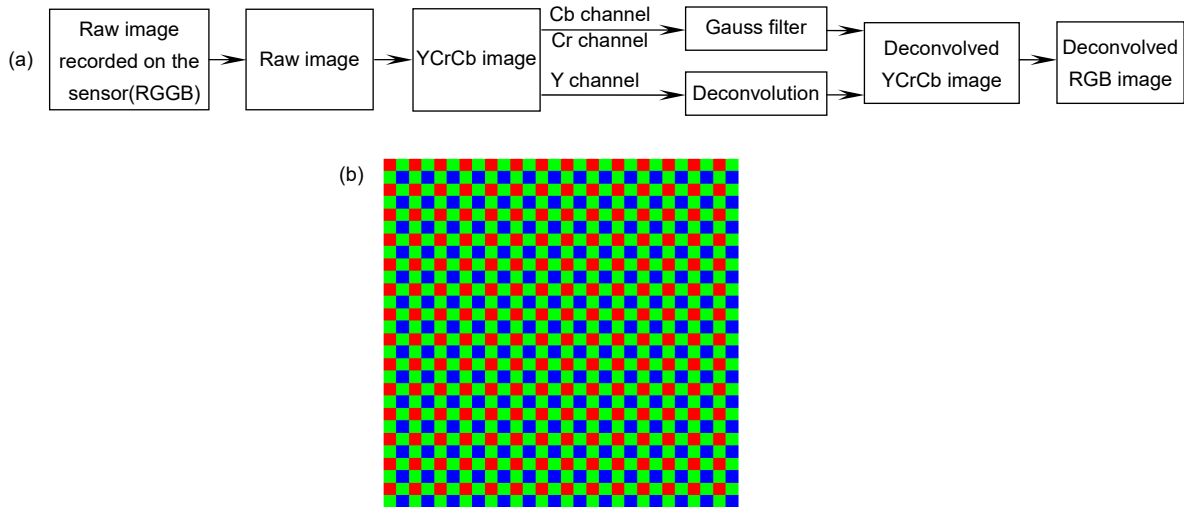 (a)
Raw image
recorded on the
sensor(RGGB)
Raw image
YCrCb image
Cb channel
Cr channel
Y channel
Gauss filter
Deconvolution
Deconvolved
YCrCb image
Deconvolved
RGB image
(b)